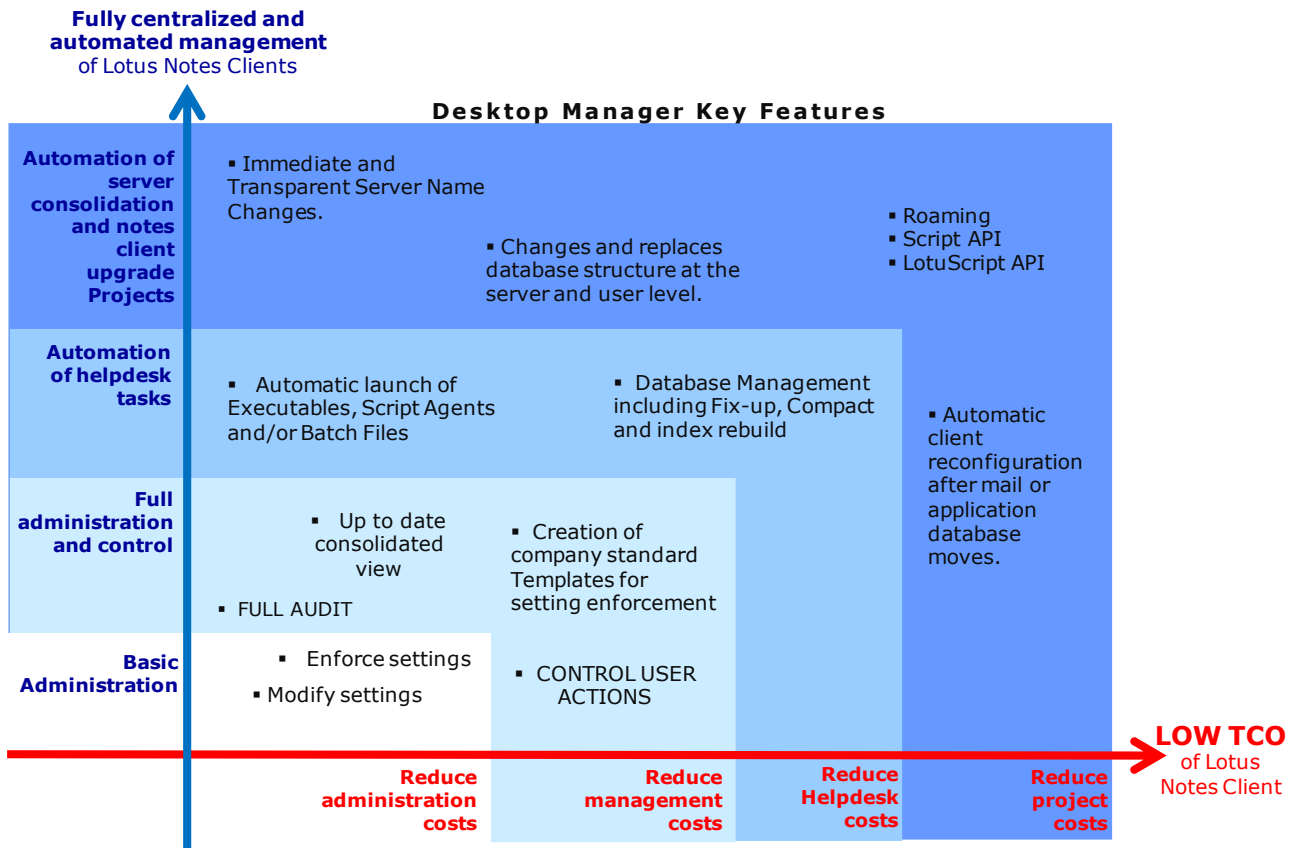 Fully centralized and
automated management
of Lotus Notes Clients
Desktop Manager Key Features
Automation of
server
consolidation
and notes
client
upgrade
Projects
▪ Immediate and
Transparent Server Name
Changes.
▪ Changes and replaces
database structure at the
server and user level.
▪ Roaming
▪ Script API
▪ LotuScript API
Automation
of helpdesk
tasks
▪ Automatic launch of
Executables, Script Agents
and/or Batch Files
▪ Database Management
including Fix-up, Compact
and index rebuild
▪ Automatic
client
reconfiguration
after mail or
application
database
moves.
Full
administration
and control
▪ Up to date
consolidated
view
▪ FULL AUDIT
▪ Creation of
company standard
Templates for
setting enforcement
Basic
Administration
▪ Enforce settings
▪ Modify settings
▪ CONTROL USER
ACTIONS
LOW TCO
of Lotus
Notes Client
Reduce
administration
costs
Reduce
management
costs
Reduce
Helpdesk
costs
Reduce
project
costs